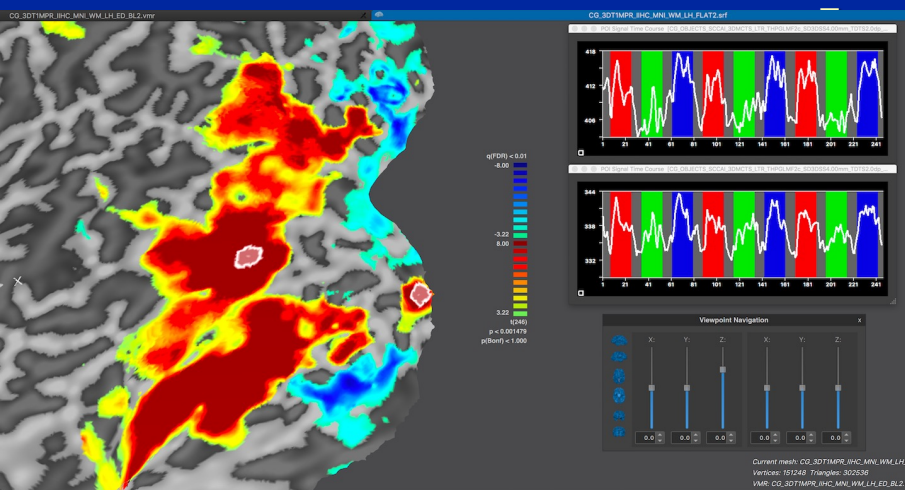 CG_3DT1MPR_IIHC_MNI_WM_LH_ED_BL2.vmr
CG_3DT1MPR_IIHC_MNI_WM_LH_FLAT2.srf
POI Signal Time Course
418
412
406
1 21 41 61 81 101 121 141 161 181 201 221 241
q(FDR) < 0.01
-8.00
-3.22
8.00
3.22
t(246)
p < 0.001479
p(Bonf) < 1.000
POI Signal Time Course
344
338
332
1 21 41 61 81 101 121 141 161 181 201 221 241
Viewpoint Navigation x
X: Y: Z: X: Y: Z:
0.0 0.0 0.0 0.0 0.0 0.0
Current mesh: CG_3DT1MPR_IIHC_MNI_WM_LH_
Vertices: 151248 Triangles: 302536
VMR: CG_3DT1MPR_IIHC_MNI_WM_LH_ED_BL2.